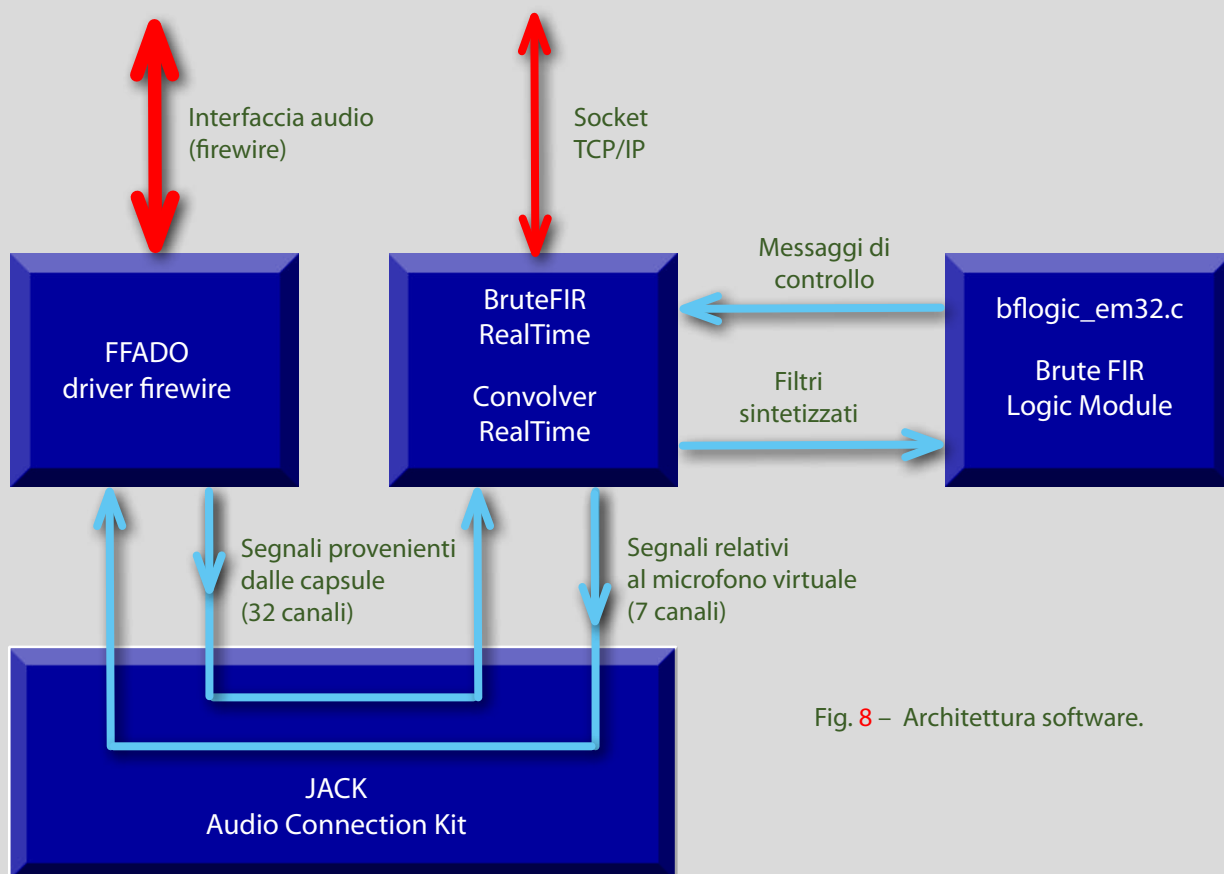 Interfaccia audio
(firewire)
Socket
TCP/IP
FFADO
driver firewire
BruteFIR
RealTime
Convolver
RealTime
Messaggi di
controllo
Filtri
sintetizzati
bflogic_em32.c
Brute FIR
Logic Module
Segnali provenienti
dalle capsule
(32 canali)
Segnali relativi
al microfono virtuale
(7 canali)
JACK
Audio Connection Kit
Fig. 8 – Architettura software.